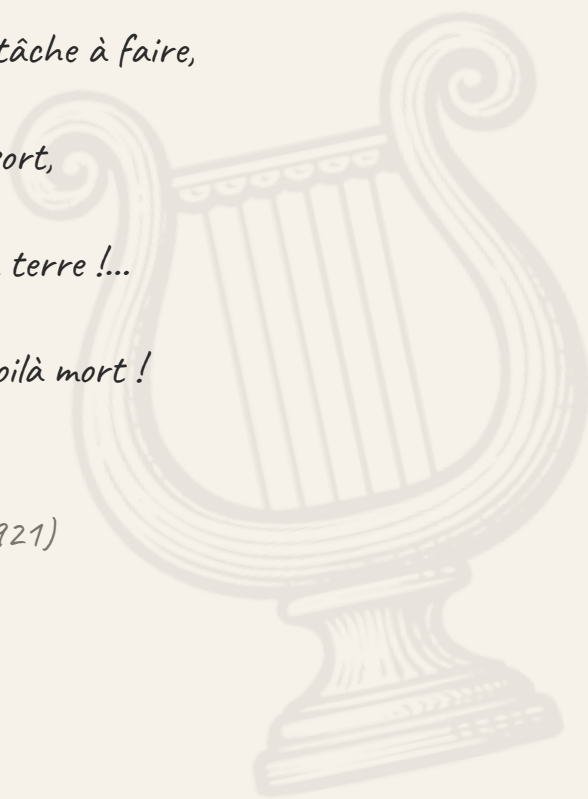 tâche à faire,
ort,
terre !...
oilà mort !
921)